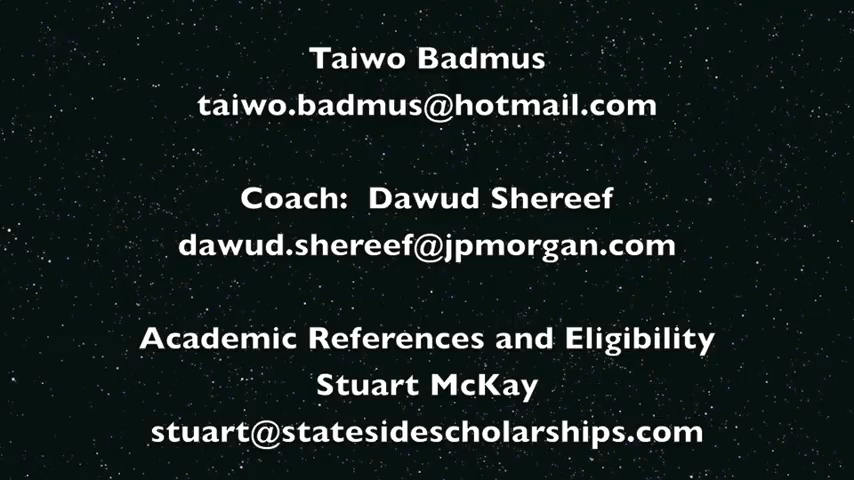 Taiwo Badmus
taiwo.badmus@hotmail.com
Coach: Dawud Shereef
dawud.shereef@jpmorgan.com
Academic References and Eligibility
Stuart McKay
stuart@statesidescholarships.com